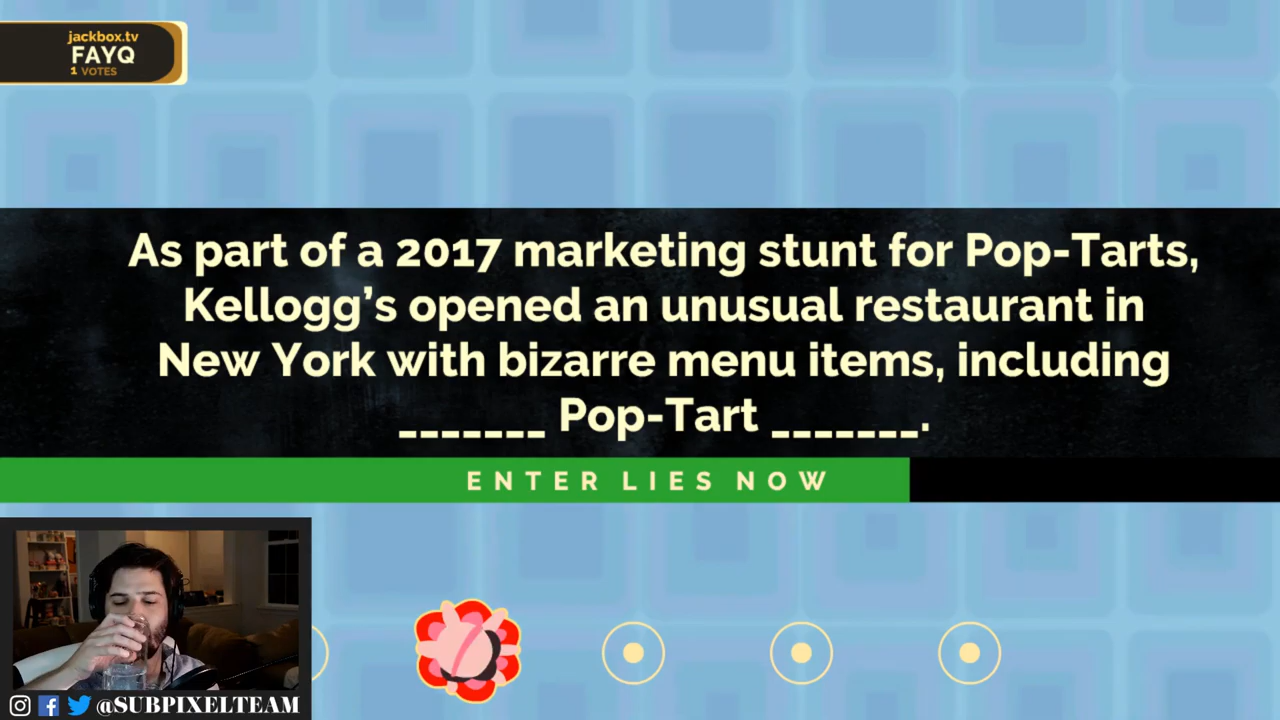 jackbox.tv
FAYQ
1 VOTES
As part of a 2017 marketing stunt for Pop-Tarts,
Kellogg’s opened an unusual restaurant in
New York with bizarre menu items, including
_______ Pop-Tart _______.
ENTER LIES NOW
@SUBPIXELTEAM